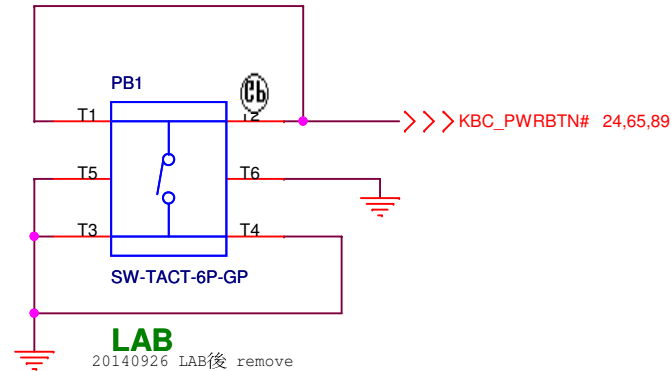 PB1
T1
T2
KBC_PWRBTN# 24,65,89
T5
T6
T3
T4
SW-TACT-6P-GP
LAB
20140926 LAB後 remove